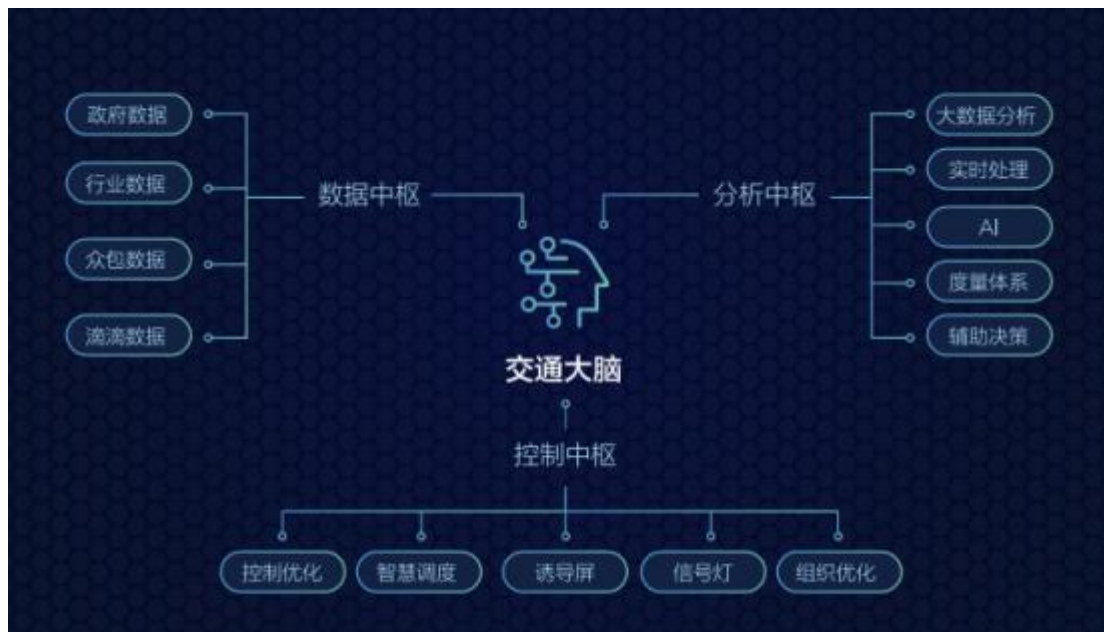 政府数据
行业数据
众包数据
滴滴数据
数据中枢
分析中枢
大数据分析
实时处理
AI
度量体系
辅助决策
交通大脑
控制中枢
控制优化
智慧调度
诱导屏
信号灯
组织优化